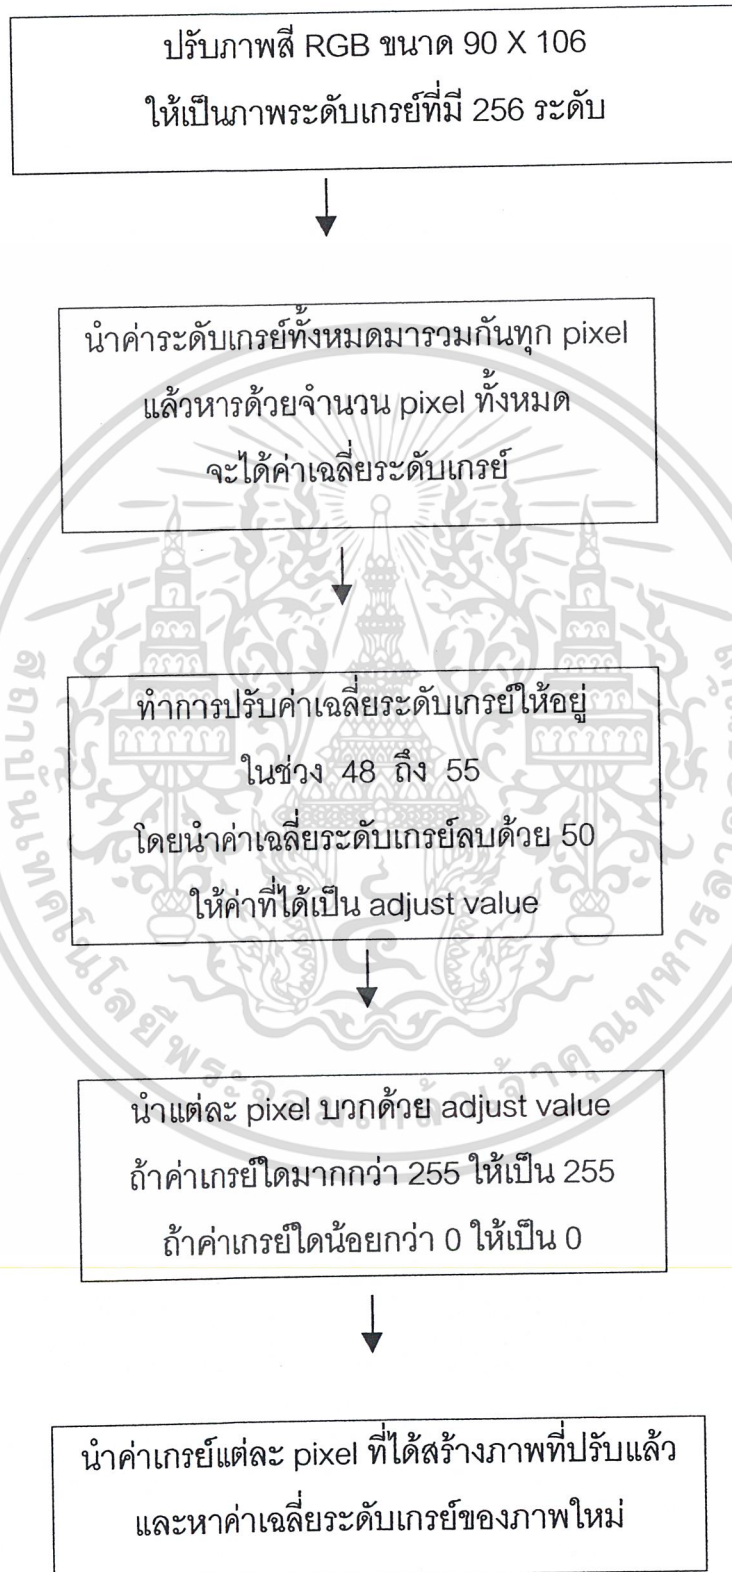 ปรับภาพสี RGB ขนาด 90 X 106
ให้เป็นภาพระดับเกรย์ที่มี 256 ระดับ
นำค่าระดับเกรย์ทั้งหมดมารวมกันทุก pixel
แล้วหารด้วยจำนวน pixel ทั้งหมด
จะได้ค่าเฉลี่ยระดับเกรย์
ทำการปรับค่าเฉลี่ยระดับเกรย์ให้อยู่
ในช่วง 48 ถึง 55
โดยนำค่าเฉลี่ยระดับเกรย์ลบด้วย 50
ให้ค่าที่ได้เป็น adjust value
นำแต่ละ pixel บวกด้วย adjust value
ถ้าค่าเกรย์ใดมากกว่า 255 ให้เป็น 255
ถ้าค่าเกรย์ใดน้อยกว่า 0 ให้เป็น 0
นำค่าเกรย์แต่ละ pixel ที่ได้สร้างภาพที่ปรับแล้ว
และหาค่าเฉลี่ยระดับเกรย์ของภาพใหม่